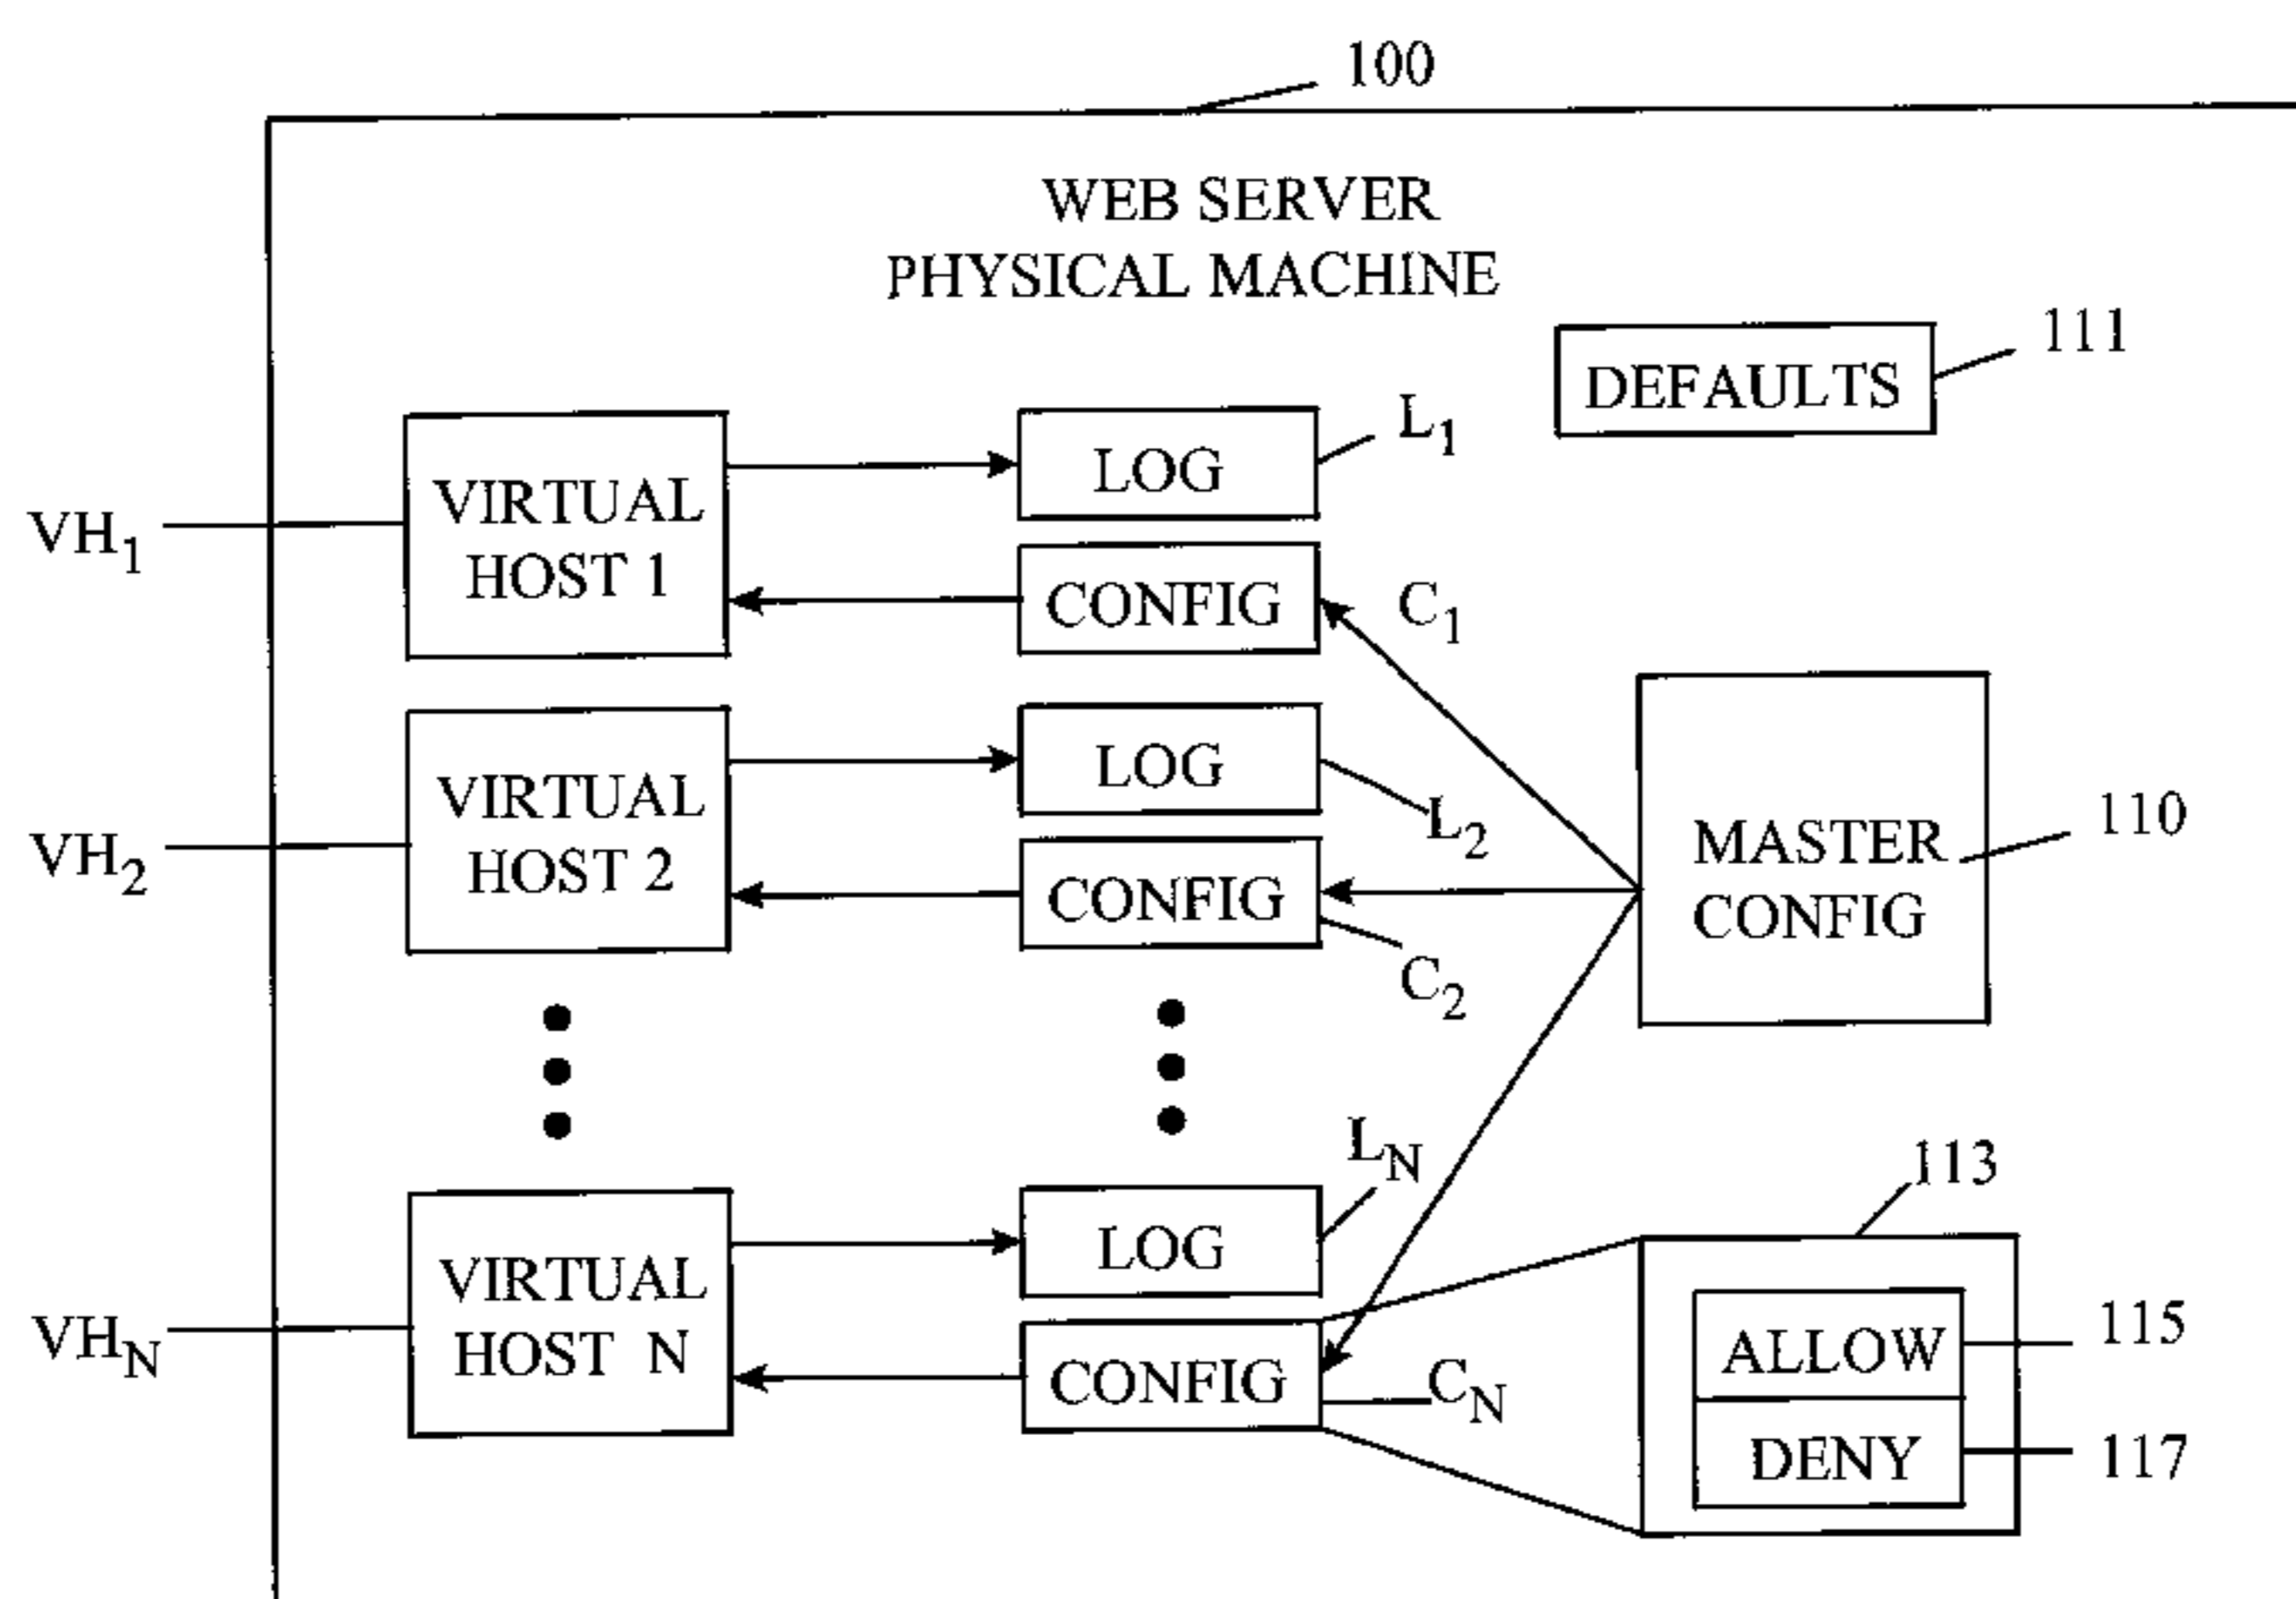 100
WEB SERVER
PHYSICAL MACHINE
DEFAULTS
111
VH1
VIRTUAL
HOST 1
LOG
L1
CONFIG
C1
VH2
VIRTUAL
HOST 2
LOG
L2
CONFIG
C2
MASTER
CONFIG
110
VHN
VIRTUAL
HOST N
LOG
LN
CONFIG
CN
113
ALLOW
115
DENY
117